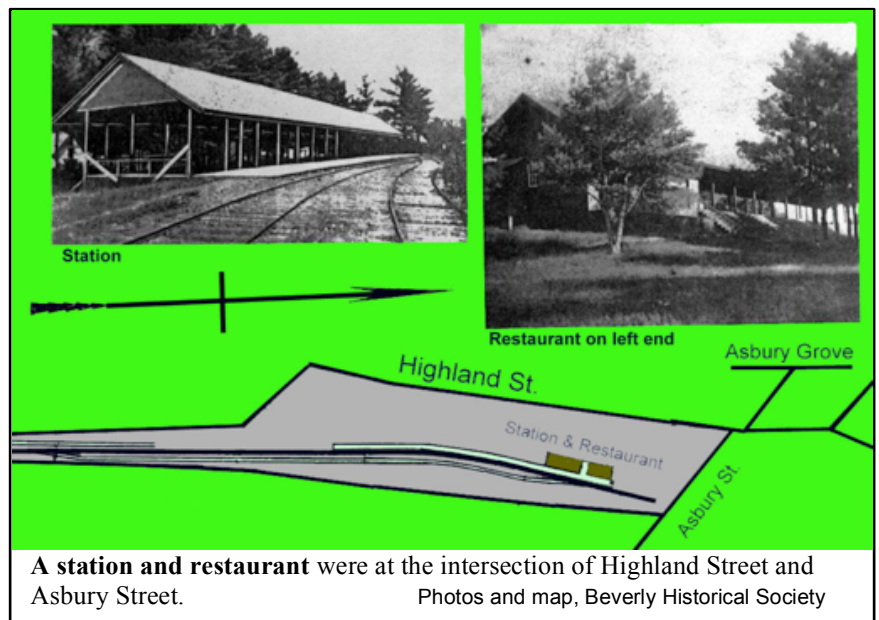 Station
Restaurant on left end
Asbury Grove
Highland St.
Station & Restaurant
Asbury St.
A station and restaurant were at the intersection of Highland Street and
Asbury Street. Photos and map, Beverly Historical Society